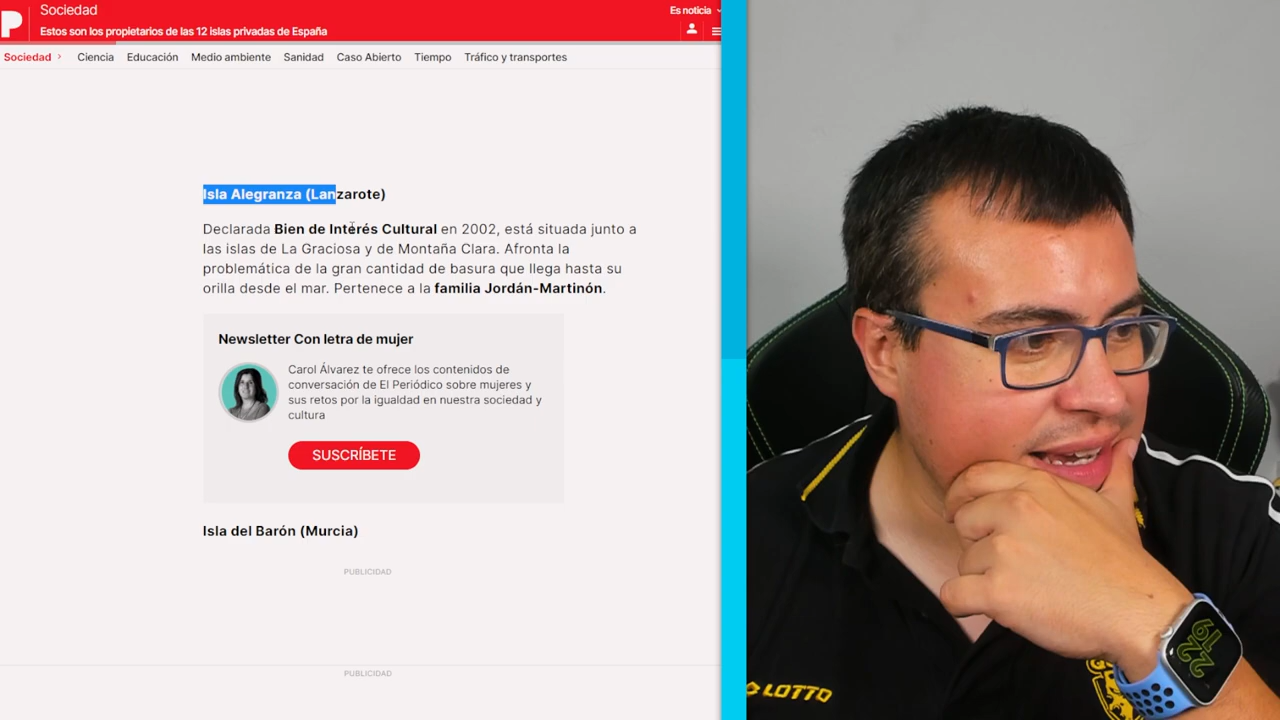 P
Sociedad
Estos son los propietarios de las 12 islas privadas de España
Es noticia
Sociedad
Ciencia
Educación
Medio ambiente
Sanidad
Caso Abierto
Tiempo
Tráfico y transportes
Isla Alegranza (Lanzarote)
Declarada Bien de Interés Cultural en 2002, está situada junto a
las islas de La Graciosa y de Montaña Clara. Afronta la
problemática de la gran cantidad de basura que llega hasta su
orilla desde el mar. Pertenece a la familia Jordán-Martinón.
Newsletter Con letra de mujer
Carol Álvarez te ofrece los contenidos de
conversación de El Periódico sobre mujeres y
sus retos por la igualdad en nuestra sociedad y
cultura
SUSCRÍBETE
Isla del Barón (Murcia)
PUBLICIDAD
PUBLICIDAD
LOTTO